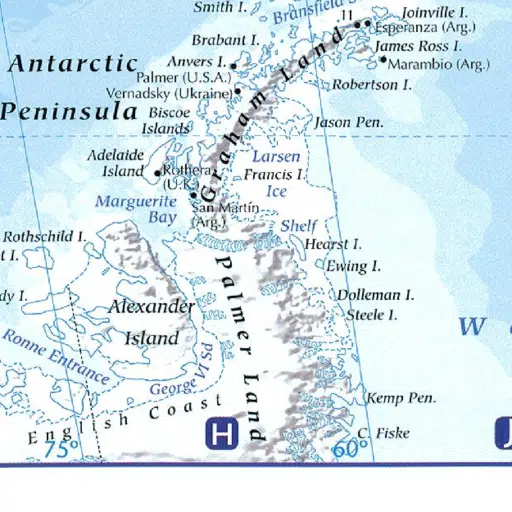 Smith I.
Bransfield S
Joinville I.
11
Esperanza (Arg.)
Brabant I.
James Ross I.
Antarctic
Anvers I.
Marambio (Arg.)
Palmer (U.S.A.)
Robertson I.
Vernadsky (Ukraine)
Graham Land
Peninsula
Biscoe
Islands
Jason Pen.
Adelaide
Island
Larsen
Rothera
(U.K.)
Francis I.
Ice
Marguerite
Bay
San Martín
(Arg.)
Shelf
Rothschild I.
Hearst I.
t I.
Ewing I.
Palmer Land
dy I.
Alexander
Island
Dolleman I.
Steele I.
W
Ronne Entrance
George VI Sd
English Coast
Kemp Pen.
C. Fiske
H
J
75°
60°